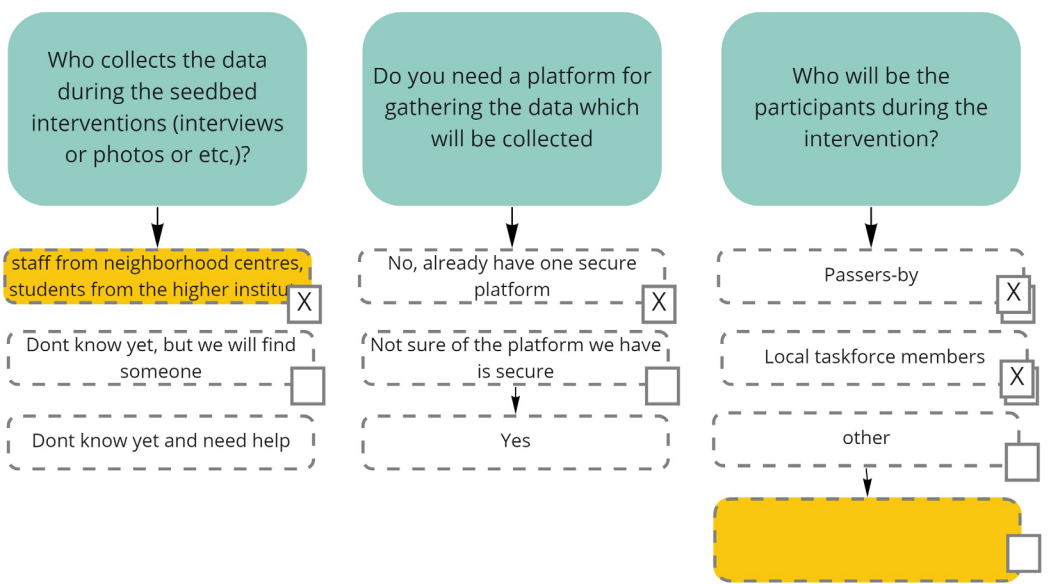 Who collects the data
during the seedbed
interventions (interviews
or photos or etc,)?
staff from neighborhood centres,
students from the higher
X
Dont know yet, but we will find
someone
Dont know yet and need help
Do you need a platform for
gathering the data which
will be collected
No, already have one secure
platform
X
Not sure of the platform we have
is secure
Yes
Who will be the
participants during the
intervention?
Passers-by
X
Local taskforce members
X
other